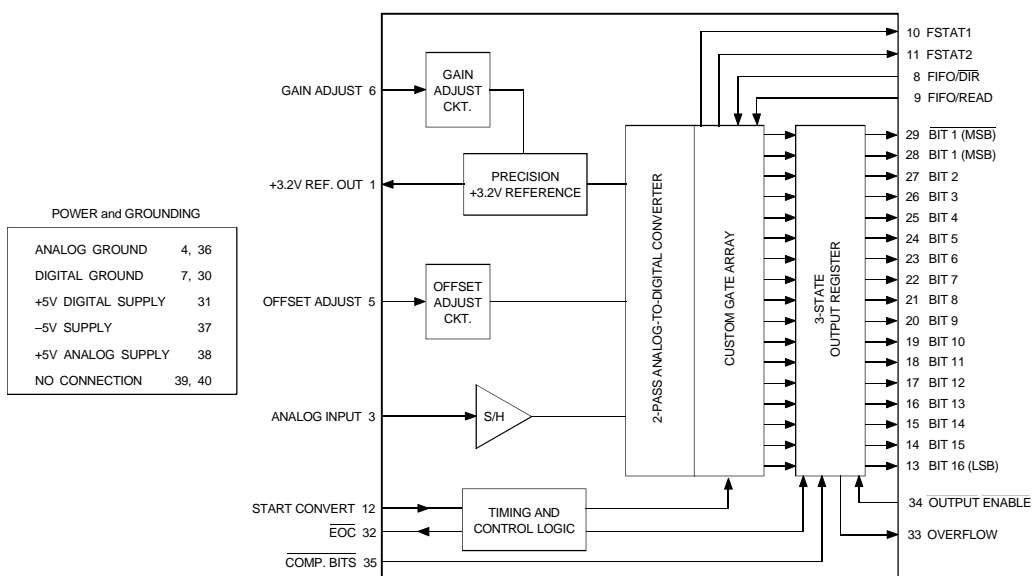 10 FSTAT1
11 FSTAT2
8 FIFO/DIR
9 FIFO/READ
GAIN ADJUST 6
GAIN
ADJUST
CKT.
+3.2V REF. OUT 1
PRECISION
+3.2V REFERENCE
OFFSET ADJUST 5
OFFSET
ADJUST
CKT.
ANALOG INPUT 3
S/H
START CONVERT 12
EOC 32
COMP. BITS 35
TIMING AND
CONTROL LOGIC
2-PASS ANALOG-TO-DIGITAL CONVERTER
CUSTOM GATE ARRAY
3-STATE
OUTPUT REGISTER
29 BIT 1 (MSB)
28 BIT 1 (MSB)
27 BIT 2
26 BIT 3
25 BIT 4
24 BIT 5
23 BIT 6
22 BIT 7
21 BIT 8
20 BIT 9
19 BIT 10
18 BIT 11
17 BIT 12
16 BIT 13
15 BIT 14
14 BIT 15
13 BIT 16 (LSB)
34 OUTPUT ENABLE
33 OVERFLOW
POWER and GROUNDING
ANALOG GROUND 4, 36
DIGITAL GROUND 7, 30
+5V DIGITAL SUPPLY 31
–5V SUPPLY 37
+5V ANALOG SUPPLY 38
NO CONNECTION 39, 40